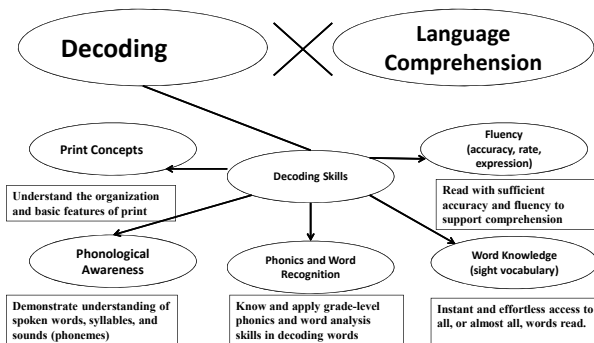 Decoding
Language
Comprehension
Print Concepts
Fluency
(accuracy, rate,
expression)
Decoding Skills
Understand the organization
and basic features of print
Read with sufficient
accuracy and fluency to
support comprehension
Phonological
Awareness
Phonics and Word
Recognition
Word Knowledge
(sight vocabulary)
Demonstrate understanding of
spoken words, syllables, and
sounds (phonemes)
Know and apply grade-level
phonics and word analysis
skills in decoding words
Instant and effortless access to
all, or almost all, words read.